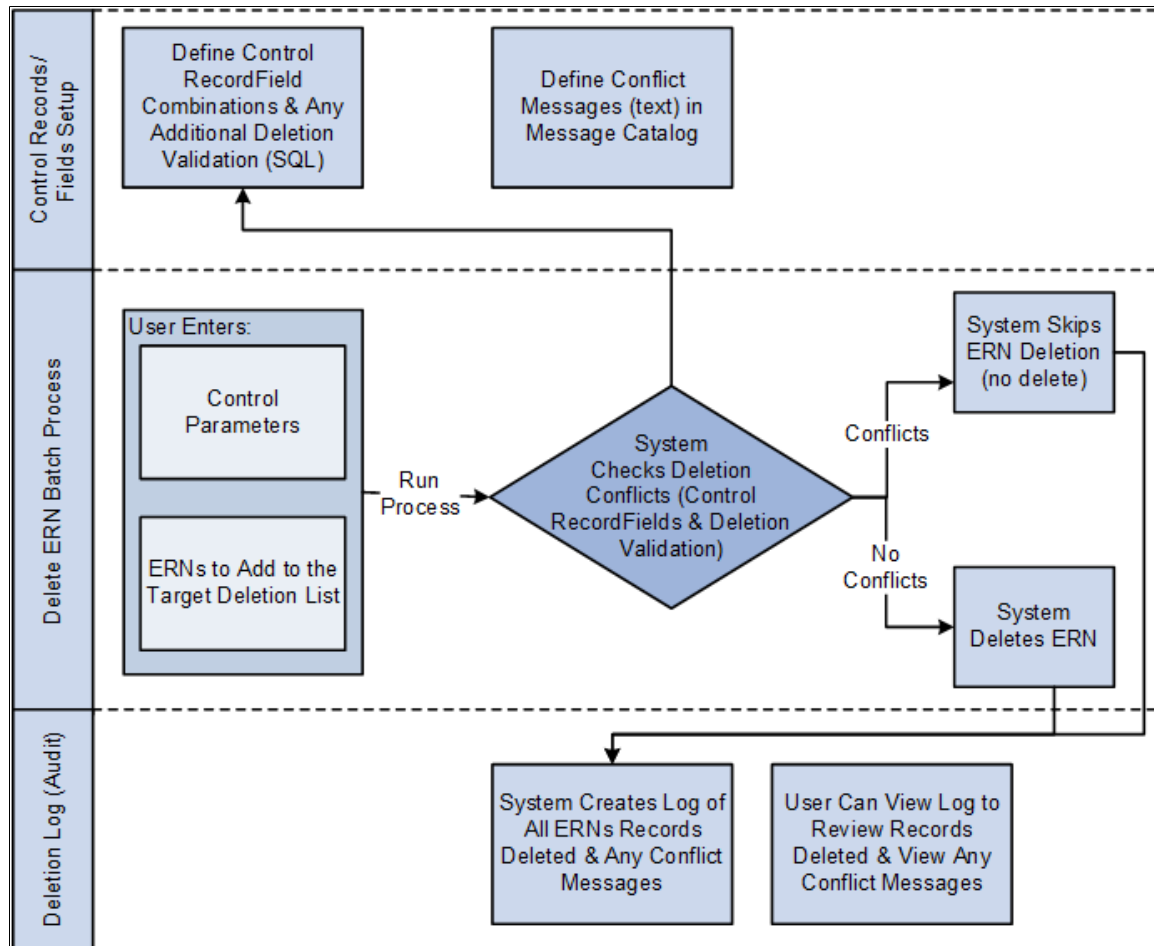 Control Records/
Fields Setup
Define Control
RecordField
Combinations & Any
Additional Deletion
Validation (SQL)
Define Conflict
Messages (text) in
Message Catalog
Delete ERN Batch Process
User Enters:
Control
Parameters
ERNs to Add to the
Target Deletion List
Run
Process
System
Checks Deletion
Conflicts (Control
RecordFields & Deletion
Validation)
Conflicts
No
Conflicts
System Skips
ERN Deletion
(no delete)
System
Deletes ERN
Deletion Log (Audit)
System Creates Log of
All ERNs Records
Deleted & Any Conflict
Messages
User Can View Log to
Review Records
Deleted & View Any
Conflict Messages